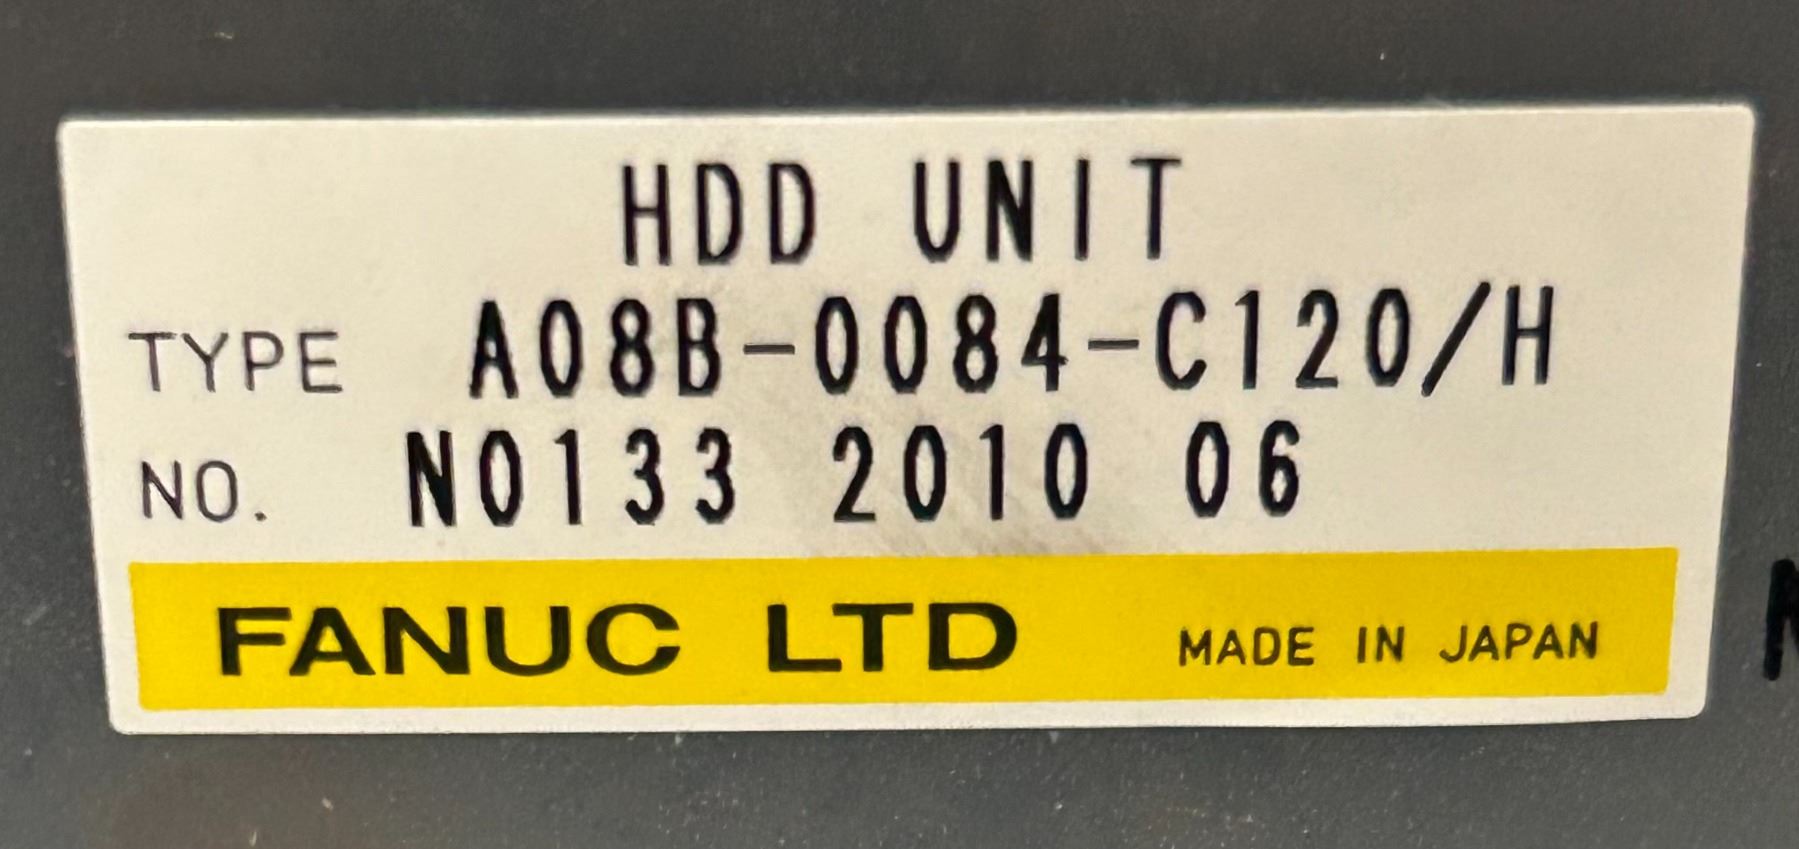 HDD UNIT
TYPE A08B-0084-C120/H
NO. N0133 2010 06
FANUC LTD MADE IN JAPAN